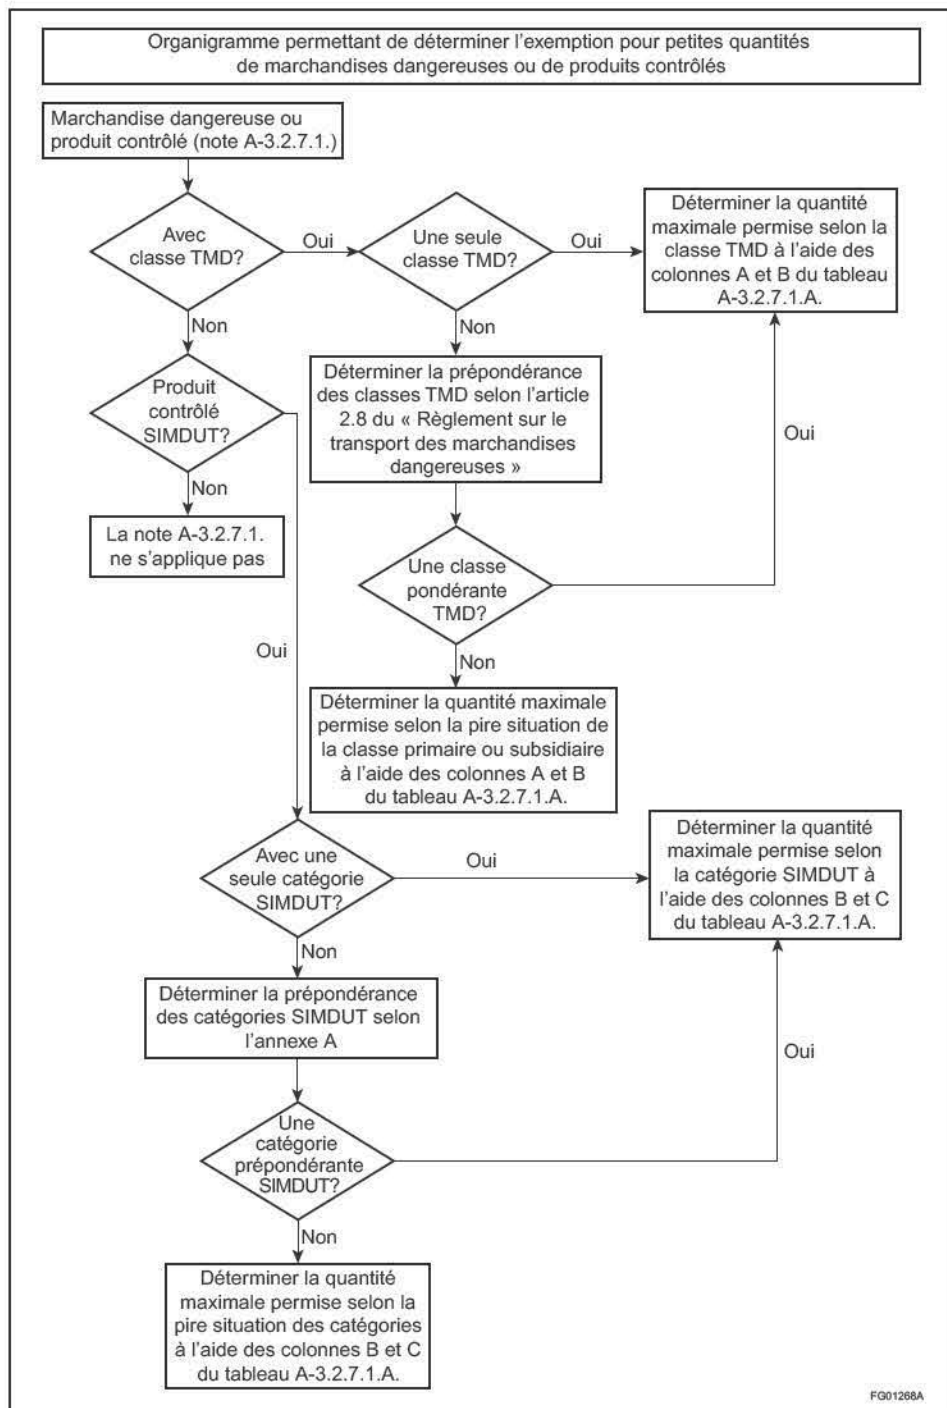 Organigramme permettant de déterminer l'exemption pour petites quantités
de marchandises dangereuses ou de produits contrôlés
Marchandise dangereuse ou
produit contrôlé (note A-3.2.7.1.)
Avec
classe TMD?
Oui
Une seule
classe TMD?
Oui
Déterminer la quantité
maximale permise selon la
classe TMD à l'aide des
colonnes A et B du tableau
A-3.2.7.1.A.
Non
Non
Produit
contrôlé
SIMDUT?
Déterminer la prépondérance
des classes TMD selon l'article
2.8 du « Règlement sur le
transport des marchandises
dangereuses »
Oui
Non
La note A-3.2.7.1.
ne s'applique pas
Une classe
pondérante
TMD?
Oui
Non
Déterminer la quantité maximale
permise selon la pire situation de
la classe primaire ou subsidiaire
à l'aide des colonnes A et B
du tableau A-3.2.7.1.A.
Avec une
seule catégorie
SIMDUT?
Oui
Déterminer la quantité
maximale permise selon
la catégorie SIMDUT à
l'aide des colonnes B et C
du tableau A-3.2.7.1.A.
Non
Déterminer la prépondérance
des catégories SIMDUT selon
l'annexe A
Oui
Une
catégorie
prépondérante
SIMDUT?
Non
Déterminer la quantité
maximale permise selon la
pire situation des catégories
à l'aide des colonnes B et C
du tableau A-3.2.7.1.A.
FG01268A